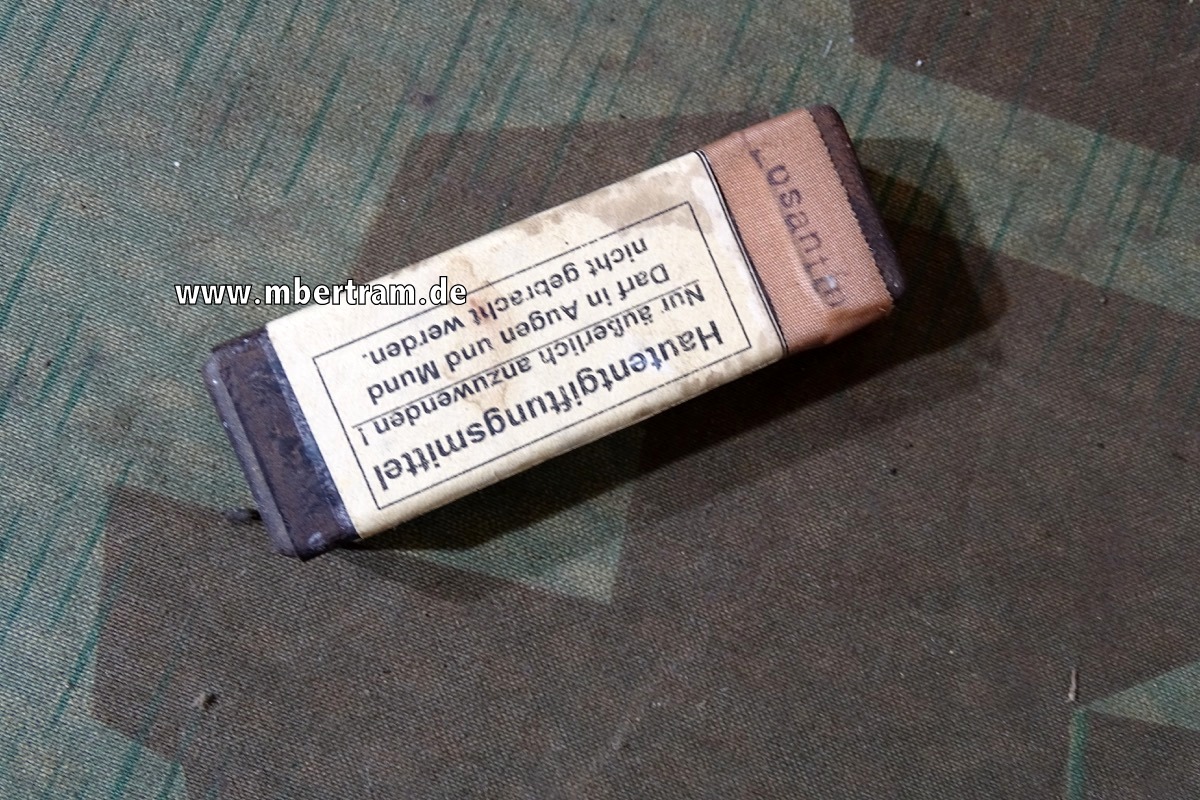 Hautentgiftungsmittel
Nur äußerlich anzuwenden!
Darf in Augen und Mund
nicht gebracht werden.
Losantin
www.mbertram.de